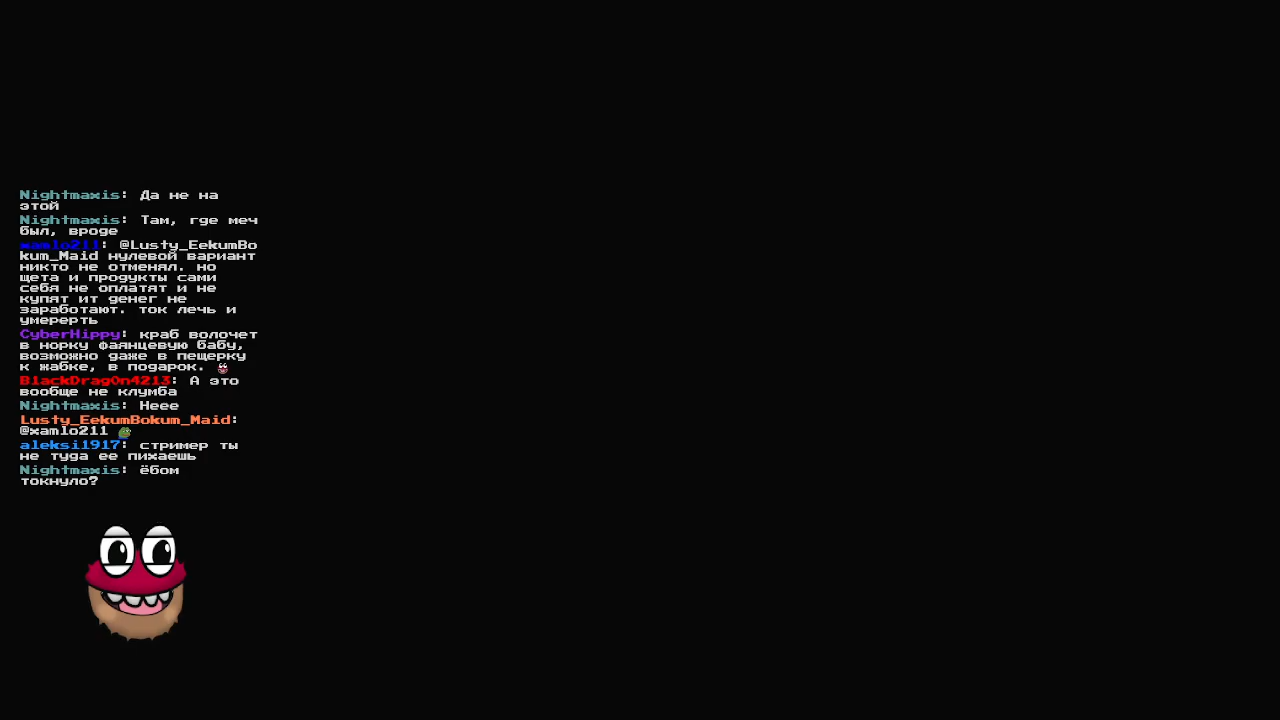 Nightmaxis: Да не на
этой
Nightmaxis: Там, где меч
был, вроде
xamlo211: @Lusty_EekumBo
kum_Maid нулевой вариант
никто не отменял. но
щета и продукты сами
себя не оплатят и не
купят ит денег не
заработают. ток лечь и
умерерть
CyberHippy: краб волочет
в норку фаянцевую бабу,
возможно даже в пещерку
к жабке, в подарок.
BlackDrag0n4213: А это
вообще не клумба
Nightmaxis: Неее
Lusty_EekumBokum_Maid:
@xamlo211
aleksi1917: стример ты
не туда ее пихаешь
Nightmaxis: ёбом
токнуло?